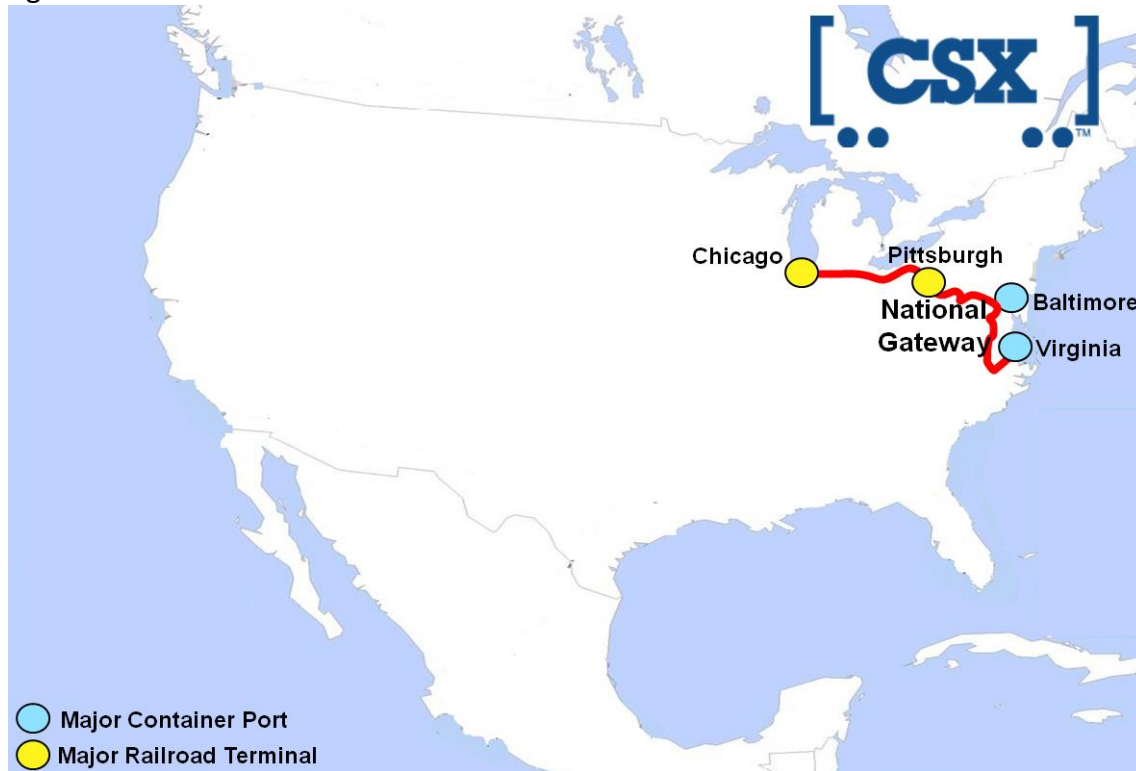 [CSX]
TM
Chicago
Pittsburgh
National
Gateway
Baltimore
Virginia
Major Container Port
Major Railroad Terminal